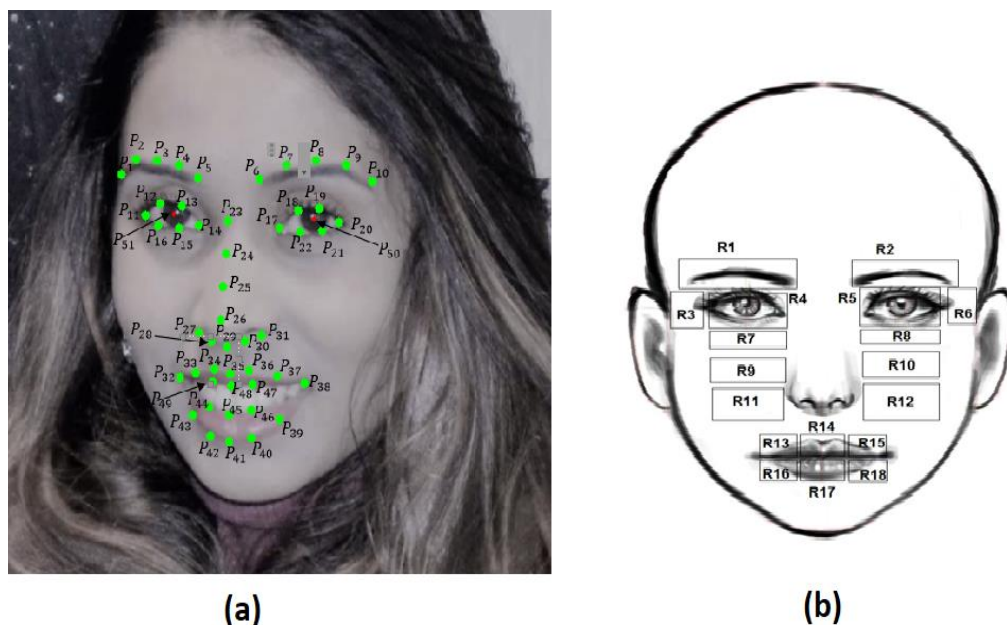 P₂ P₃ P₄ P₅
P₁
P₆ P₇ P₈ P₉ P₁₀
P₁₁ P₁₂ P₁₃ P₁₄
P₅₁ P₁₆ P₁₅
P₁₇ P₁₈ P₁₉ P₂₀
P₂₂ P₂₁ P₅₀
P₂₃
P₂₄
P₂₅
P₂₆
P₂₇ P₃₁
P₂₈ P₂₉
P₃₂ P₃₃ P₃₄ P₃₅ P₃₆ P₃₇ P₃₈
P₄₉ P₄₈ P₄₇
P₄₃ P₄₄ P₄₅ P₄₆ P₃₉
P₄₂ P₄₁ P₄₀
(a)
R1 R2
R3 R4 R5 R6
R7 R8
R9 R10
R11 R12
R14
R13 R15
R16 R18
R17
(b)